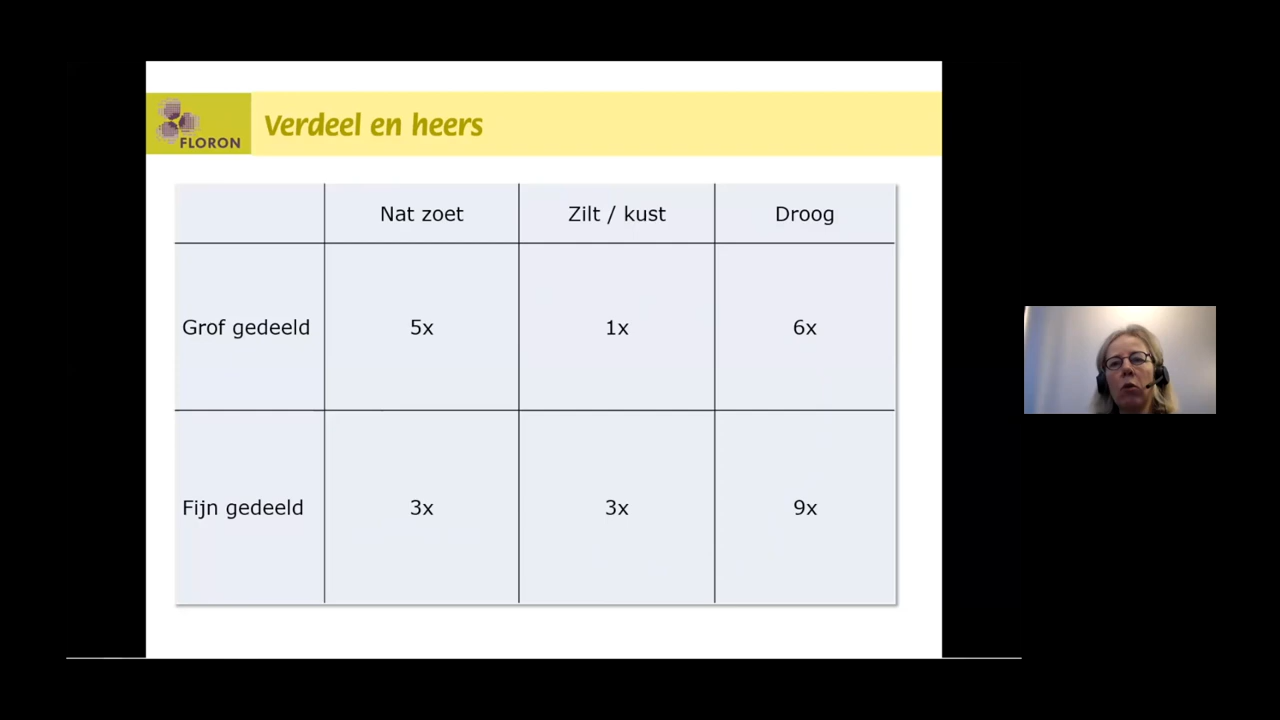 FLORON
Verdeel en heers
Nat zoet Zilt / kust Droog
Grof gedeeld 5x 1x 6x
Fijn gedeeld 3x 3x 9x